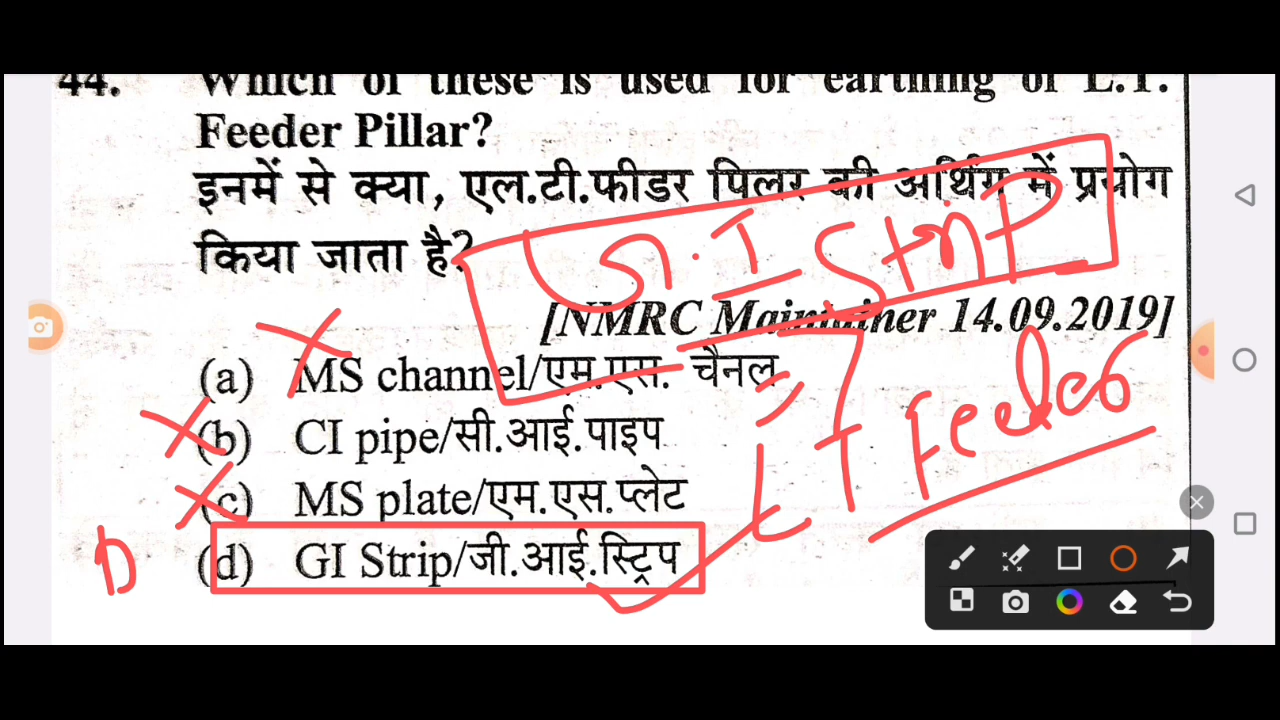 44. Which of these is used for earthing of L.T.
Feeder Pillar?
इनमें से क्या, एल.टी.फीडर पिलर की अर्थिंग में प्रयोग
किया जाता है?
G.I Strip
[NMRC Maintainer 14.09.2019]
(a) MS channel/एम.एस. चैनल
(b) CI pipe/सी.आई.पाइप
(c) MS plate/एम.एस.प्लेट
LT Feeder
D (d) GI Strip/जी.आई.स्ट्रिप